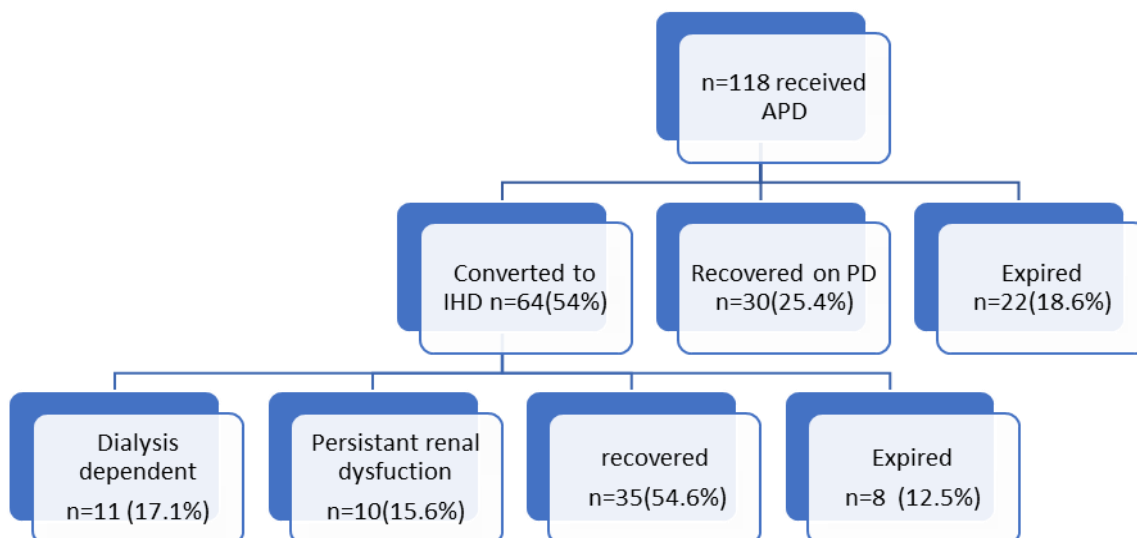 n=118 received
APD
Converted to
IHD n=64(54%)
Recovered on PD
n=30(25.4%)
Expired
n=22(18.6%)
Dialysis
dependent
n=11 (17.1%)
Persistant renal
dysfuction
n=10(15.6%)
recovered
n=35(54.6%)
Expired
n=8 (12.5%)